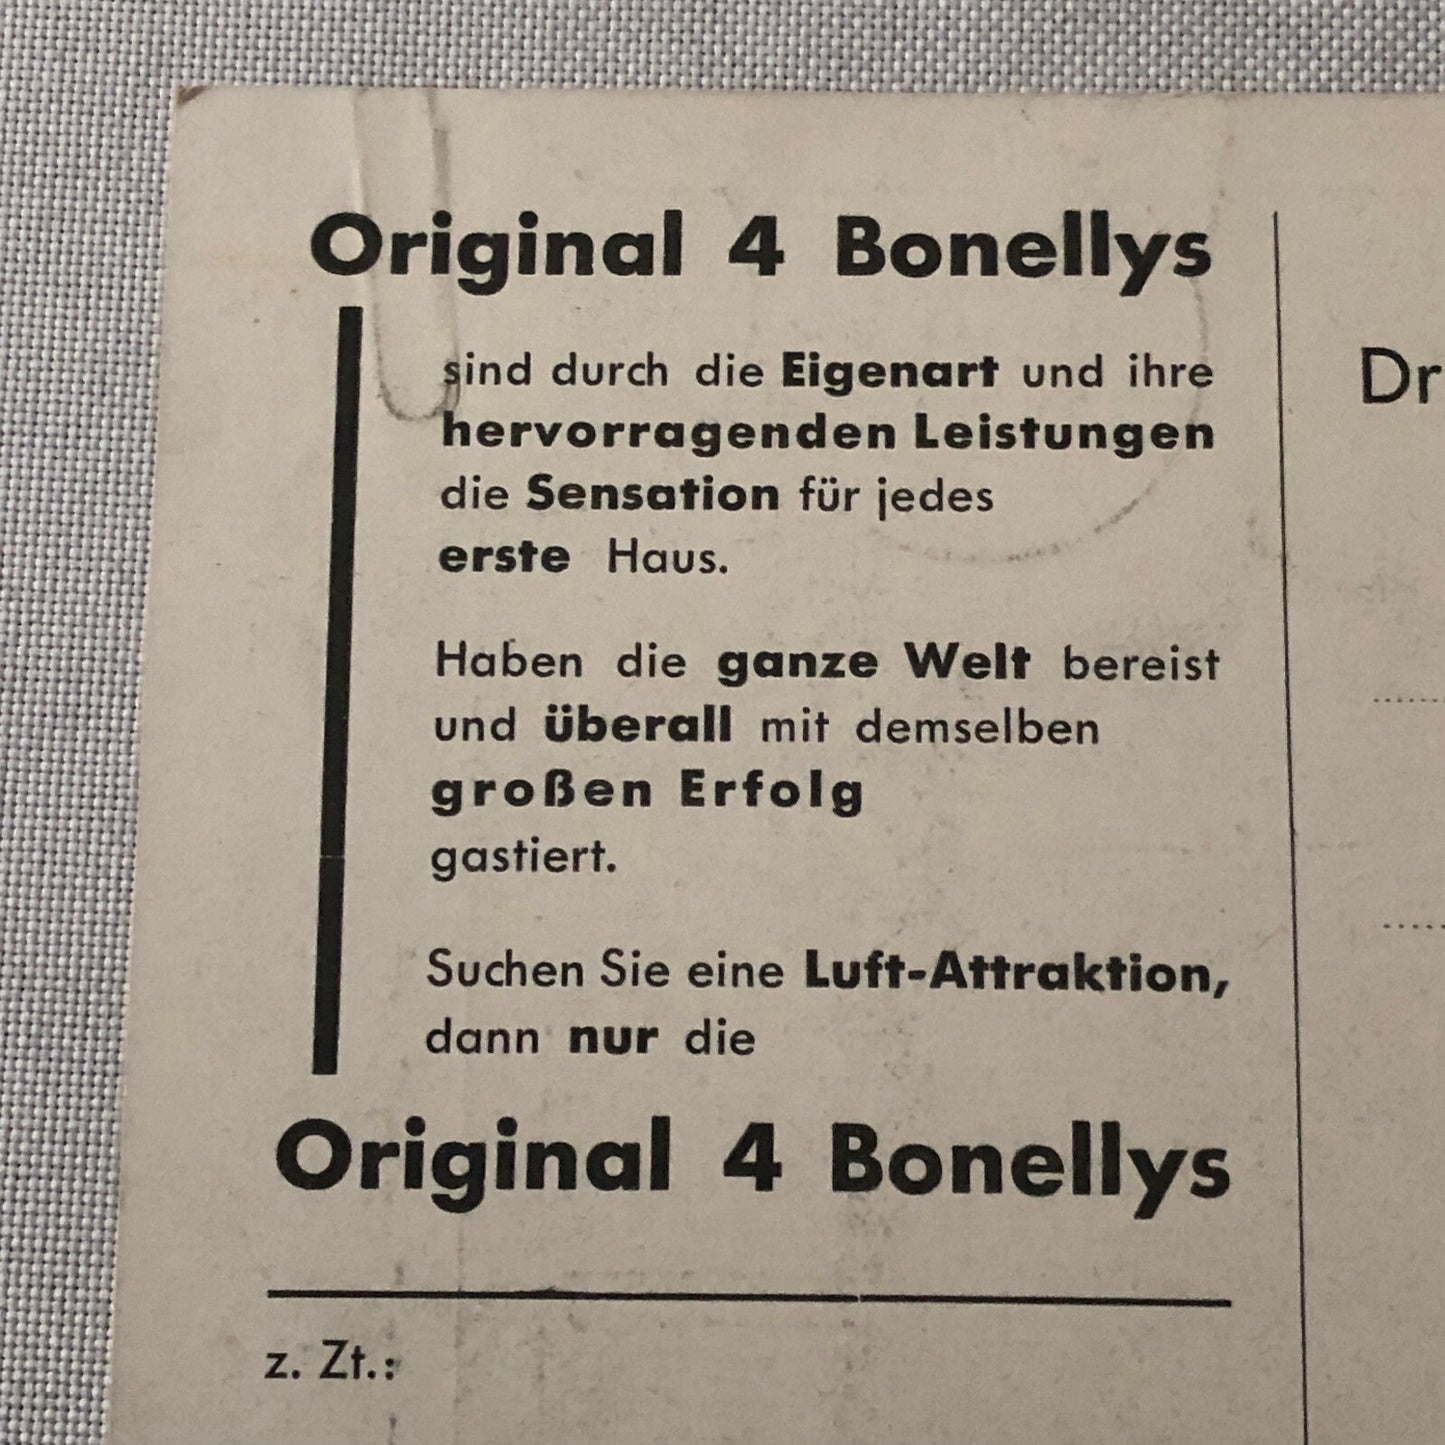 Original 4 Bonellys
sind durch die Eigenart und ihre
hervorragenden Leistungen
die Sensation für jedes
erste Haus.
Haben die ganze Welt bereist
und überall mit demselben
großen Erfolg
gastiert.
Suchen Sie eine Luft-Attraktion,
dann nur die
Original 4 Bonellys
z. Zt.:
Dr